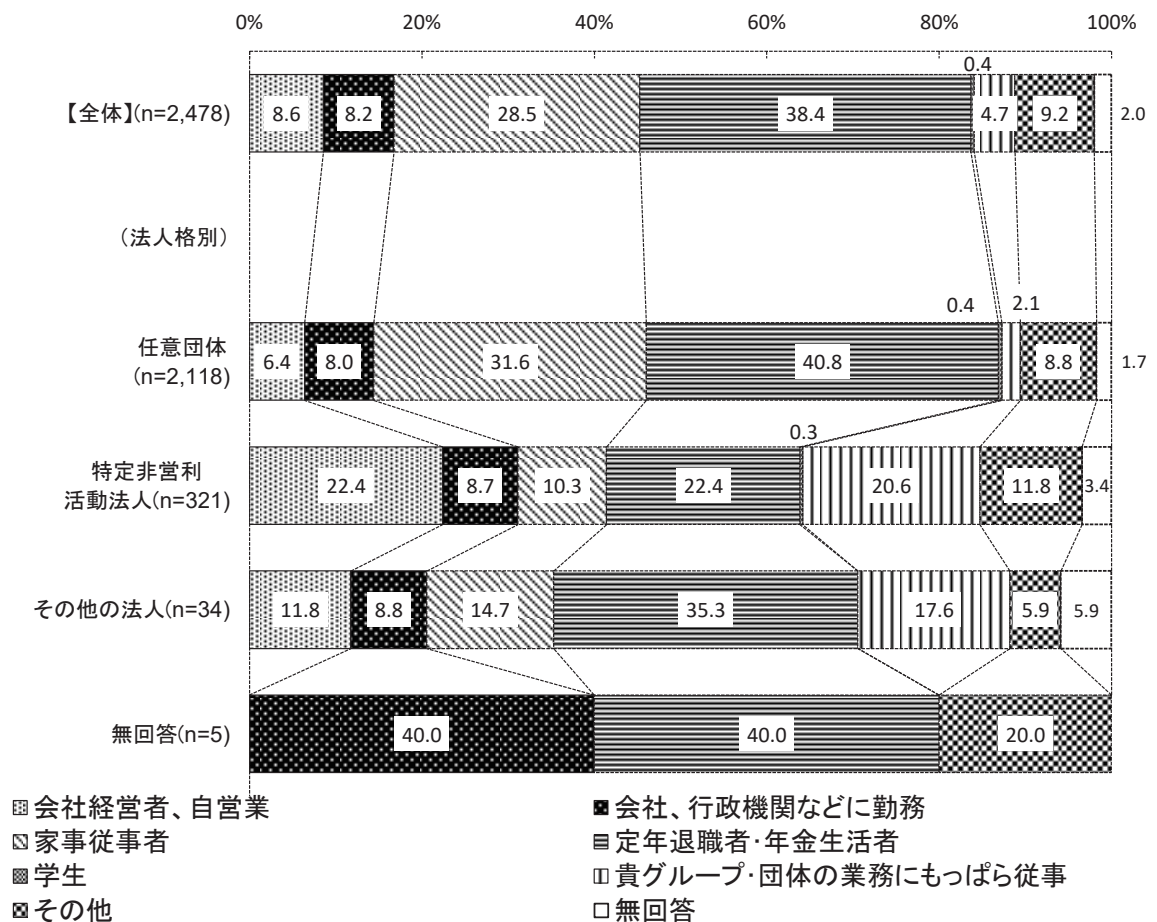 0% 20% 40% 60% 80% 100%
0.4
【全体】(n=2,478) 8.6 8.2 28.5 38.4 4.7 9.2 2.0
(法人格別)
0.4 2.1
任意団体
(n=2,118) 6.4 8.0 31.6 40.8 8.8 1.7
0.3
特定非営利
活動法人(n=321) 22.4 8.7 10.3 22.4 20.6 11.8 3.4
その他の法人(n=34) 11.8 8.8 14.7 35.3 17.6 5.9 5.9
無回答(n=5) 40.0 40.0 20.0
会社経営者、自営業 会社、行政機関などに勤務
家事従事者 定年退職者・年金生活者
学生 貴グループ・団体の業務にもっぱら従事
その他 無回答